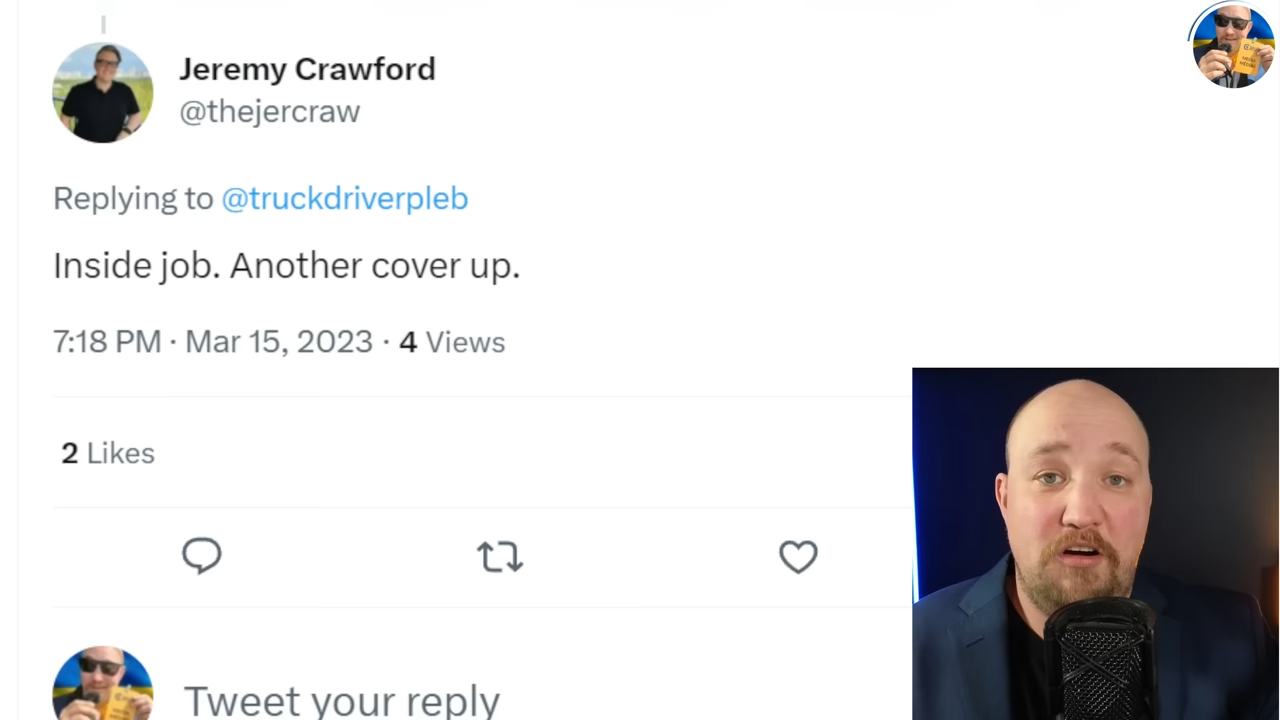 Jeremy Crawford
@thejercraw
Replying to @truckdriverpleb
Inside job. Another cover up.
7:18 PM · Mar 15, 2023 · 4 Views
2 Likes
Tweet your reply